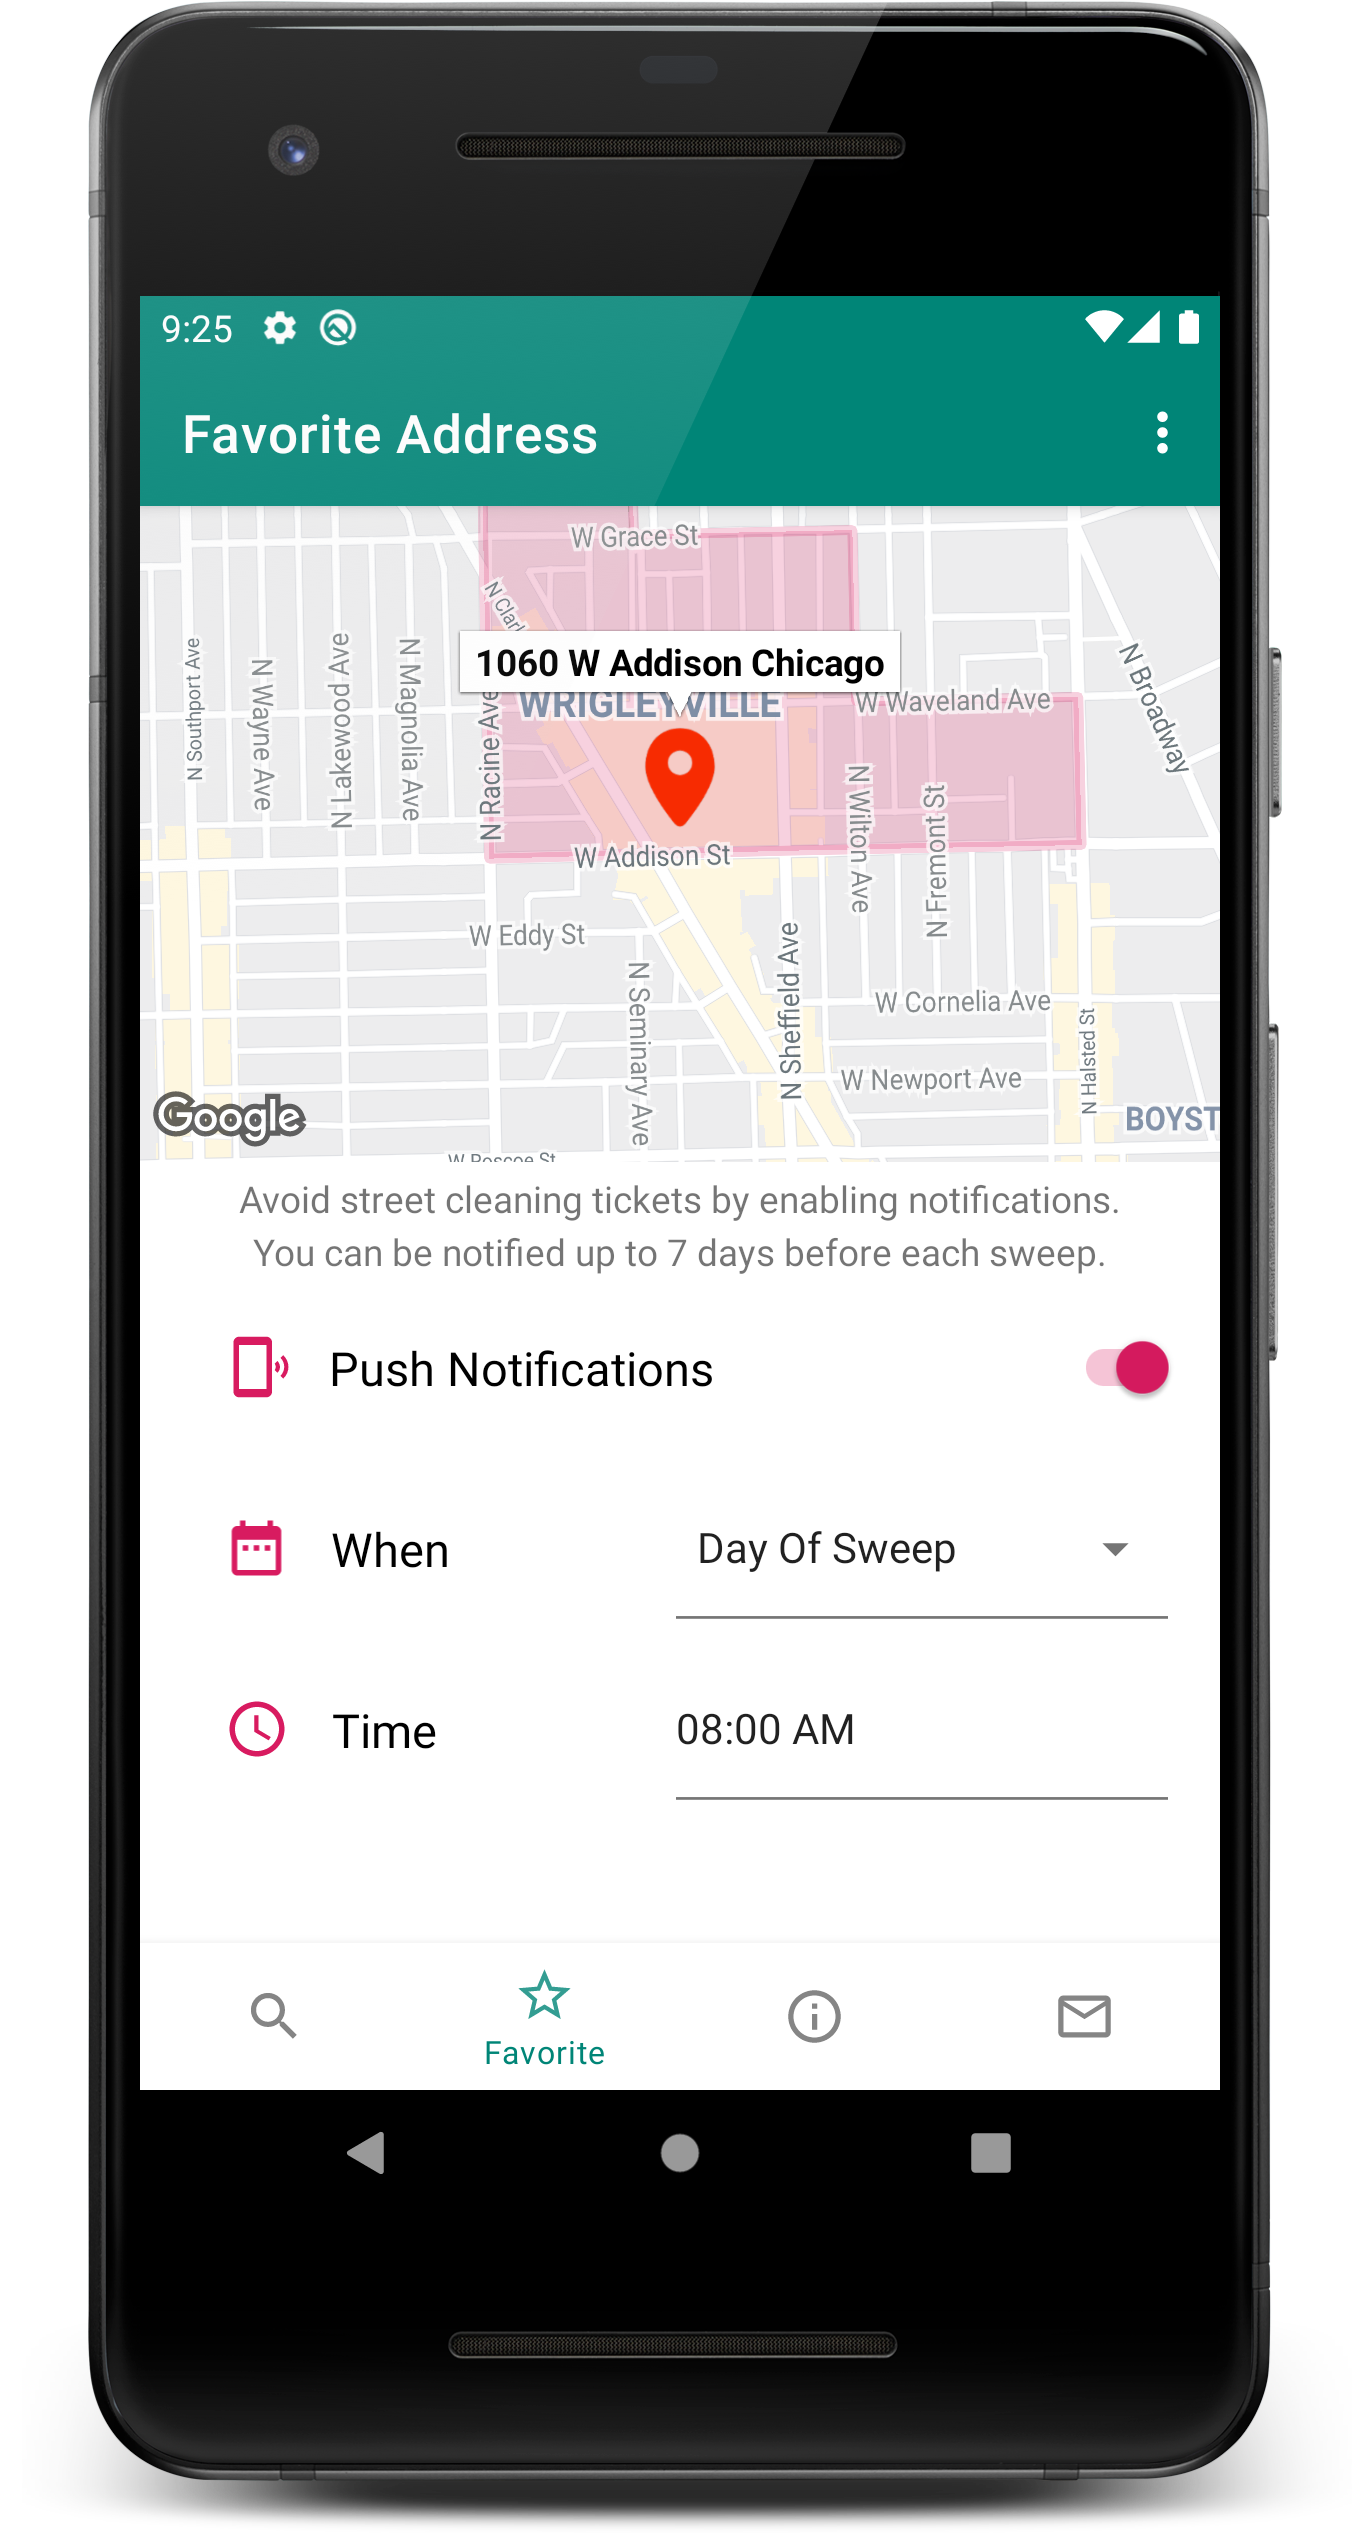 9:25
Favorite Address
W Grace St
N Clark
1060 W Addison Chicago
WRIGLEYVILLE
W Waveland Ave
N Broadway
N Southport Ave
N Wayne Ave
N Lakewood Ave
N Magnolia Ave
N Racine Ave
N Wilton Ave
N Fremont St
W Addison St
W Eddy St
N Seminary Ave
N Sheffield Ave
W Cornelia Ave
N Halsted St
W Newport Ave
BOYST
Google
W Roscoe St
Avoid street cleaning tickets by enabling notifications.
You can be notified up to 7 days before each sweep.
Push Notifications
When
Day Of Sweep
Time
08:00 AM
Favorite